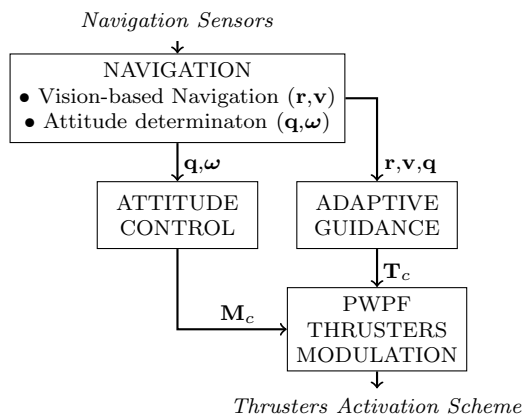 Navigation Sensors
NAVIGATION
• Vision-based Navigation (r,v)
• Attitude determinaton (q,ω)
q,ω
r,v,q
ATTITUDE
CONTROL
ADAPTIVE
GUIDANCE
T_c
M_c
PWPF
THRUSTERS
MODULATION
Thrusters Activation Scheme